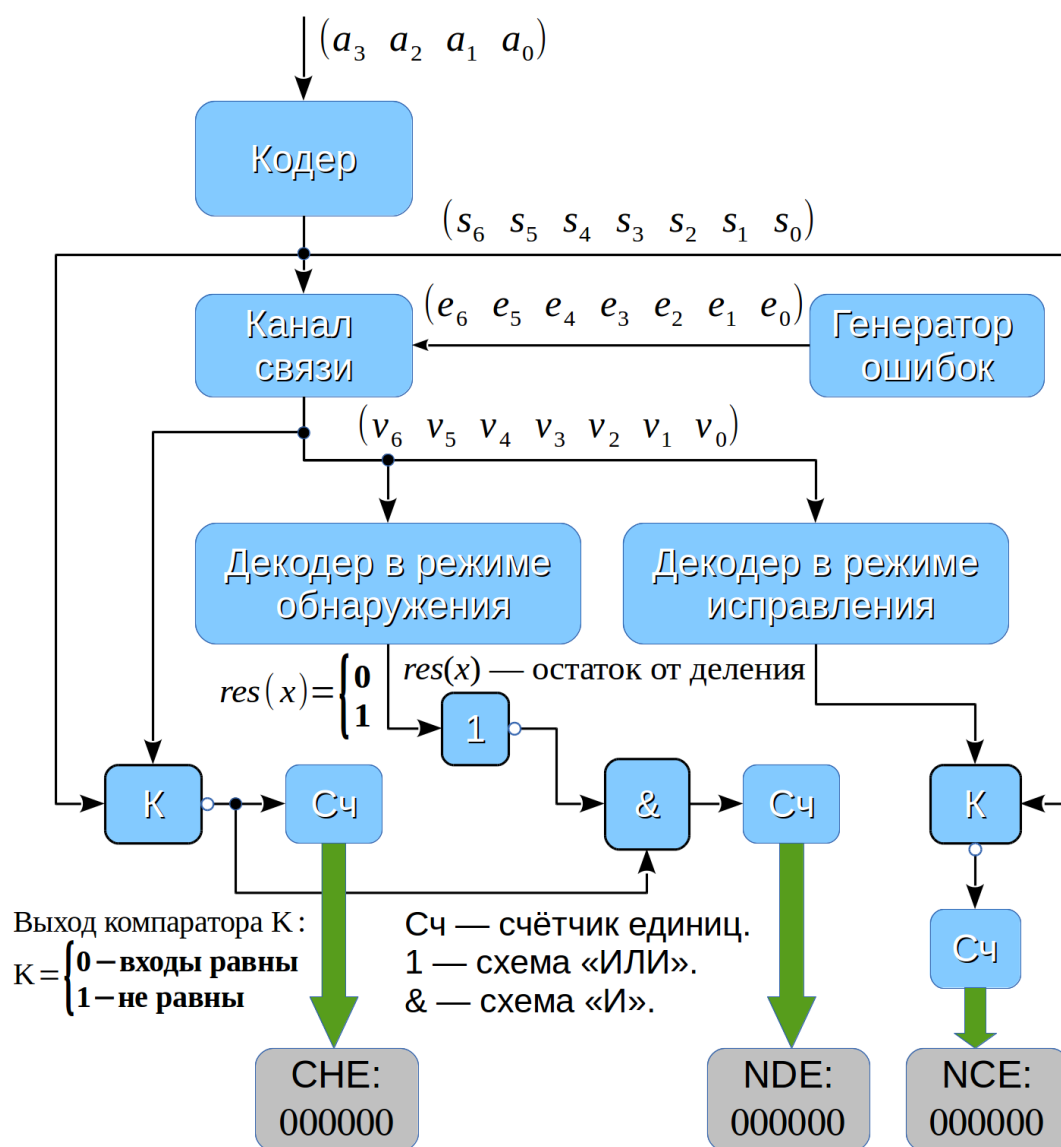 (a₃ a₂ a₁ a₀)
Кодер
(s₆ s₅ s₄ s₃ s₂ s₁ s₀)
Канал
связи
(e₆ e₅ e₄ e₃ e₂ e₁ e₀)
Генератор
ошибок
(v₆ v₅ v₄ v₃ v₂ v₁ v₀)
Декодер в режиме
обнаружения
Декодер в режиме
исправления
res(x)={0
1
res(x) — остаток от деления
1
К
Сч
&
Сч
К
Выход компаратора К:
К={0 – входы равны
1 – не равны
Сч — счётчик единиц.
1 — схема «ИЛИ».
& — схема «И».
Сч
CHE:
000000
NDE:
000000
NCE:
000000